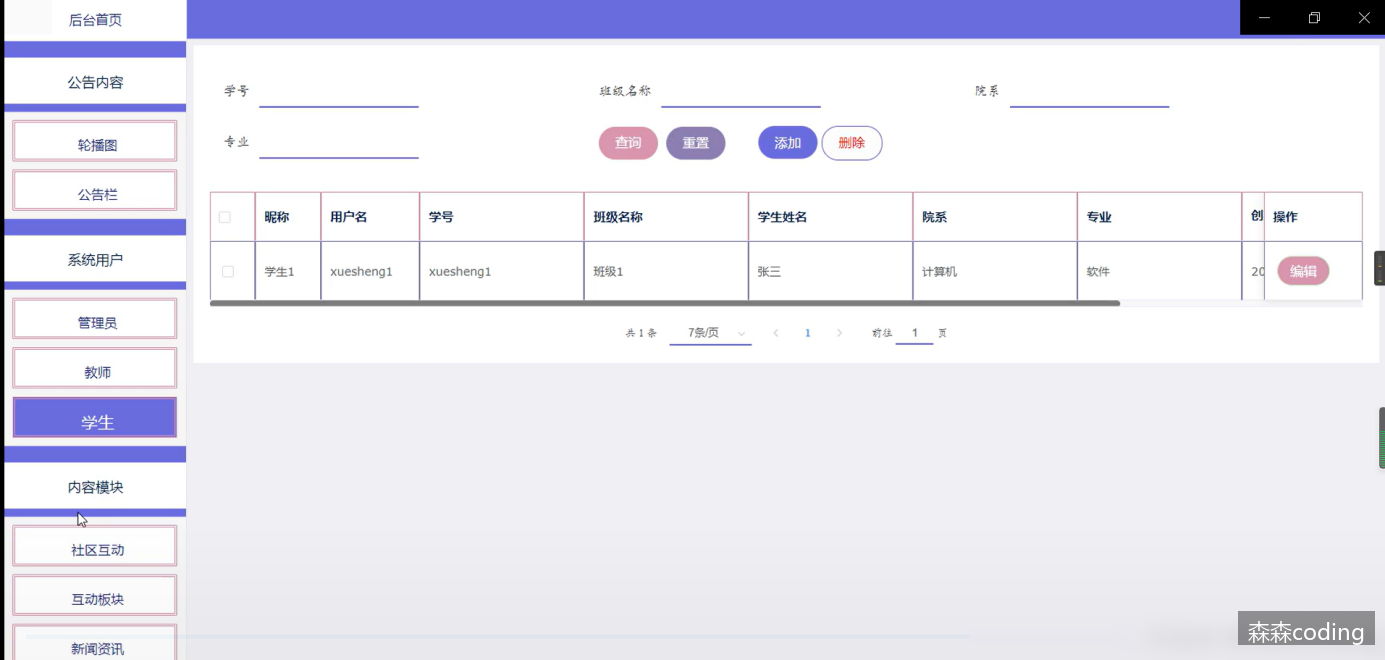 后台首页
公告内容
轮播图
公告栏
系统用户
管理员
教师
学生
内容模块
社区互动
互动板块
新闻资讯
学号 班级名称 院系
专业 查询 重置 添加 删除
昵称 用户名 学号 班级名称 学生姓名 院系 专业 创 操作
学生1 xuesheng1 xuesheng1 班级1 张三 计算机 软件 20 编辑
共 1 条 7条/页 1 前往 1 页
森森coding